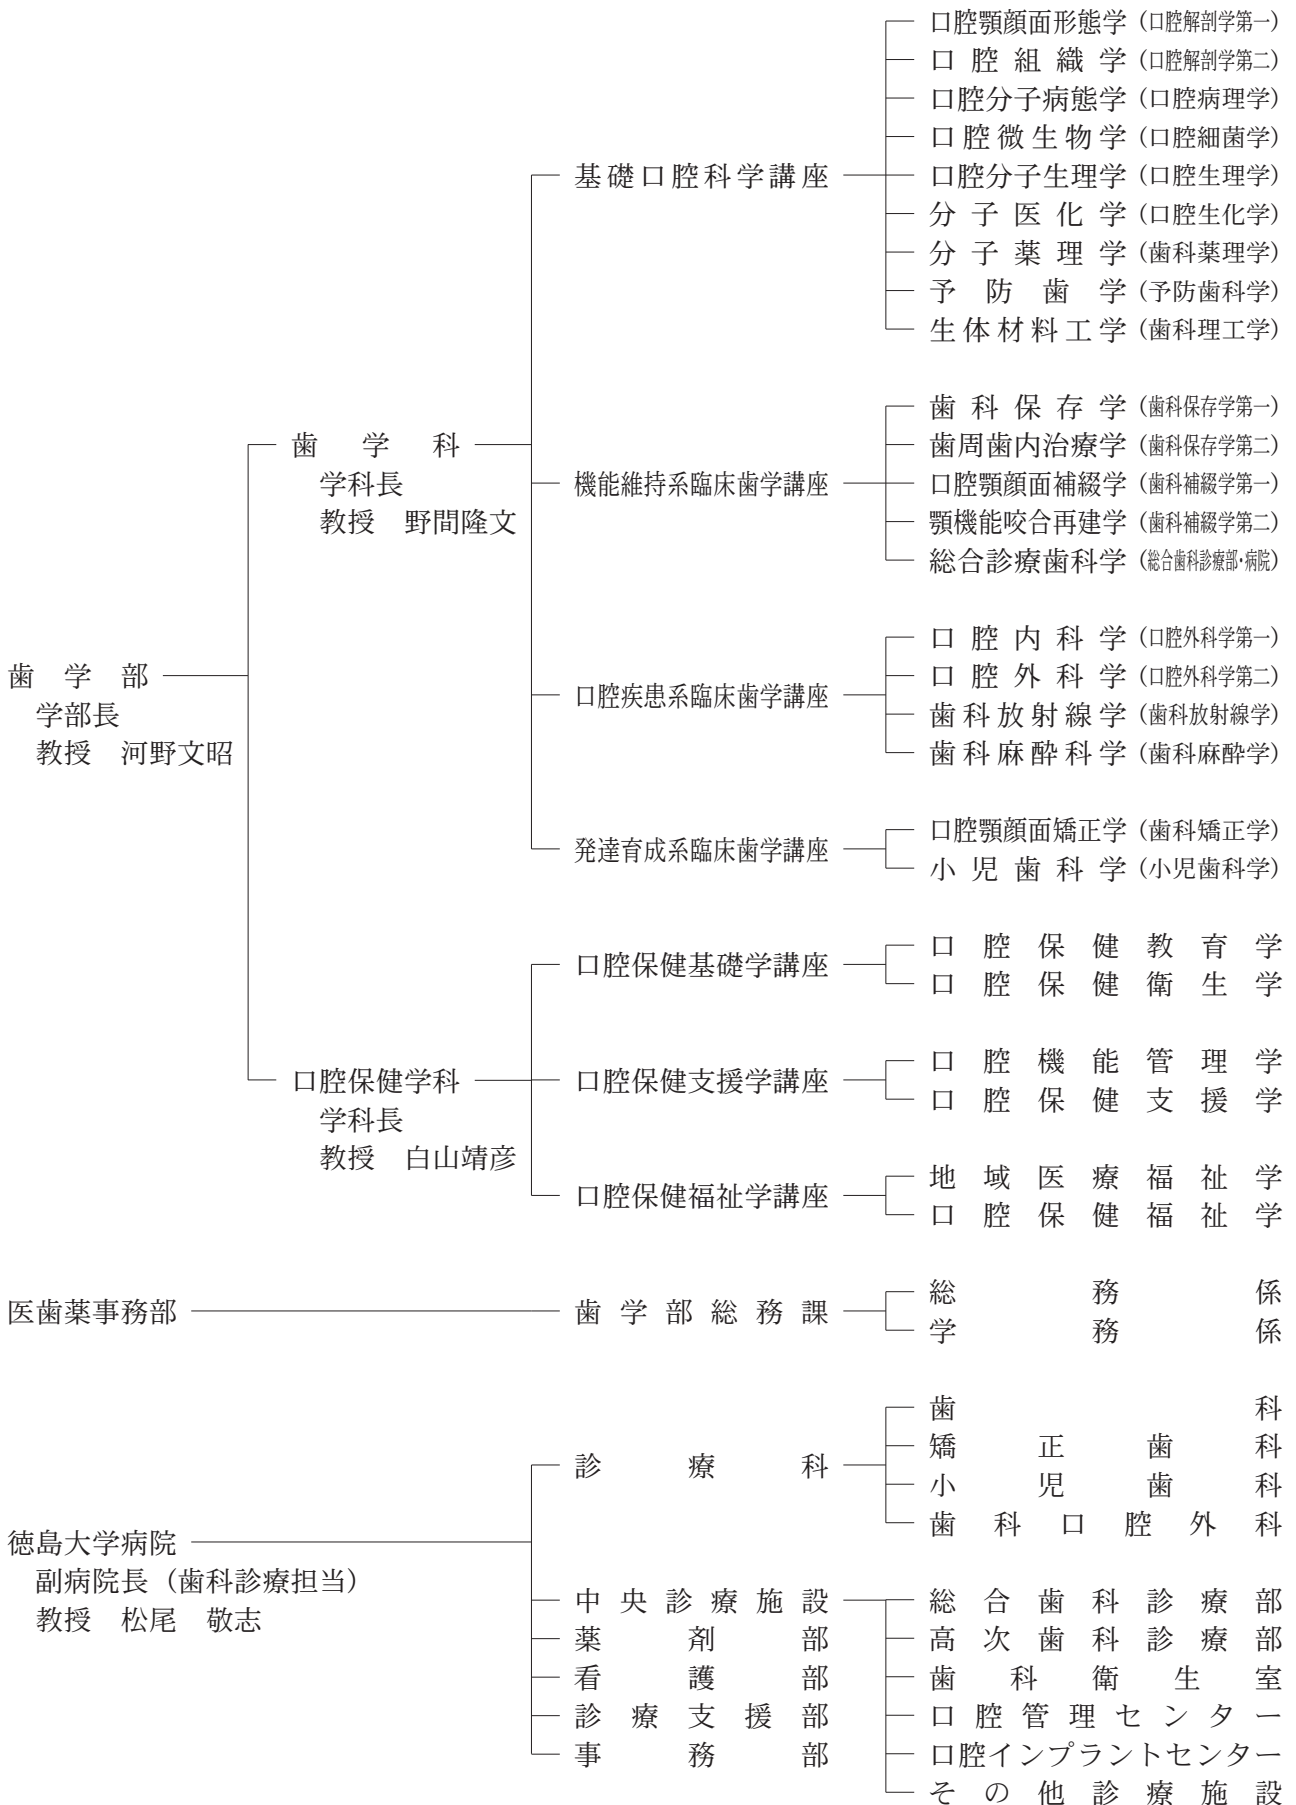 口腔顎顔面形態学（口腔解剖学第一）
口腔組織学（口腔解剖学第二）
口腔分子病態学（口腔病理学）
口腔微生物学（口腔細菌学）
基礎口腔科学講座 口腔分子生理学（口腔生理学）
分子医化学（口腔生化学）
分子薬理学（歯科薬理学）
予防歯学（予防歯科学）
生体材料工学（歯科理工学）
歯科保存学（歯科保存学第一）
歯学科 歯周歯内治療学（歯科保存学第二）
学科長 機能維持系臨床歯学講座 口腔顎顔面補綴学（歯科補綴学第一）
教授　野間隆文 顎機能咬合再建学（歯科補綴学第二）
総合診療歯科学（総合歯科診療部・病院）
口腔内科学（口腔外科学第一）
歯学部 口腔外科学（口腔外科学第二）
学部長 口腔疾患系臨床歯学講座 歯科放射線学（歯科放射線学）
教授　河野文昭 歯科麻酔科学（歯科麻酔学）
口腔顎顔面矯正学（歯科矯正学）
発達育成系臨床歯学講座
小児歯科学（小児歯科学）
口腔保健教育学
口腔保健基礎学講座
口腔保健衛生学
口腔機能管理学
口腔保健学科 口腔保健支援学講座
学科長 口腔保健支援学
教授　白山靖彦
地域医療福祉学
口腔保健福祉学講座
口腔保健福祉学
総務係
医歯薬事務部 歯学部総務課
学務係
歯科
矯正歯科
診療科
小児歯科
歯科口腔外科
徳島大学病院
副病院長（歯科診療担当）
教授　松尾　敬志
中央診療施設 総合歯科診療部
薬剤部 高次歯科診療部
看護部 歯科衛生室
診療支援部 口腔管理センター
事務部 口腔インプラントセンター
その他診療施設